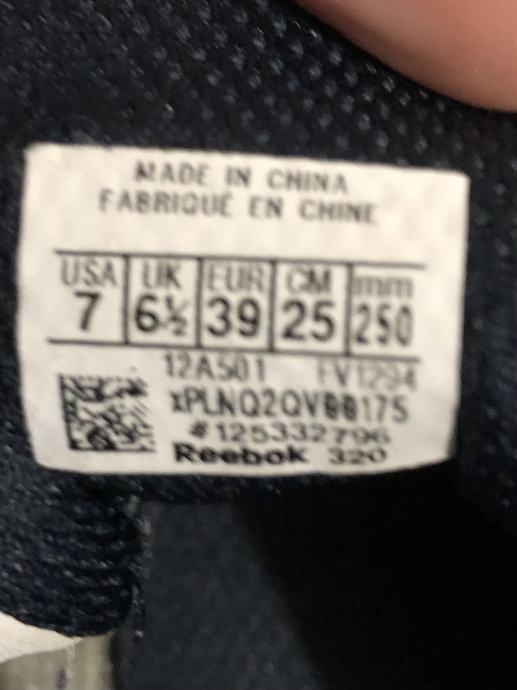 MADE IN CHINA
FABRIQUÉ EN CHINE
USA UK EUR CM mm
7 6½ 39 25 250
12A501 FV1294
#125332796
Reebok 320